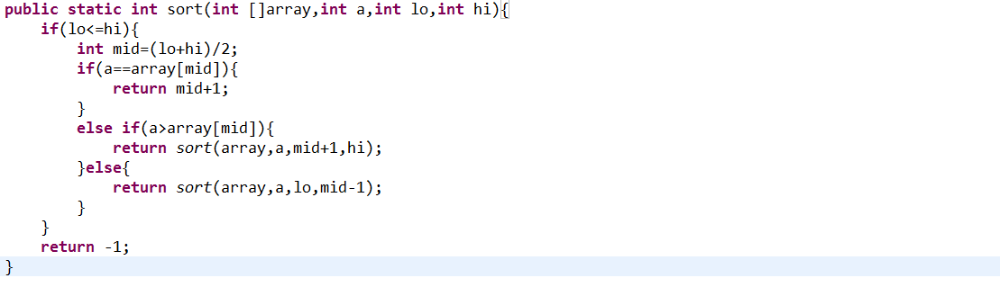 public static int sort(int []array,int a,int lo,int hi){
    if(lo<=hi){
        int mid=(lo+hi)/2;
        if(a==array[mid]){
            return mid+1;
        }
        else if(a>array[mid]){
            return sort(array,a,mid+1,hi);
        }else{
            return sort(array,a,lo,mid-1);
        }
    }
    return -1;
}